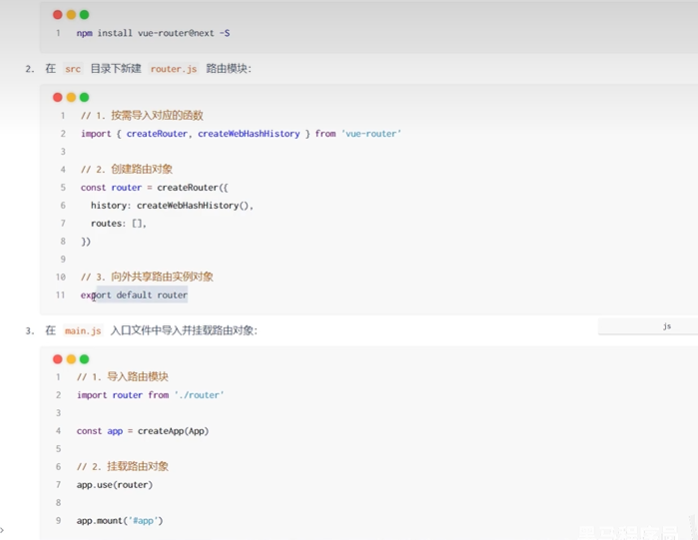 1 npm install vue-router@next -S
2. 在 src 目录下新建 router.js 路由模块:
1 // 1. 按需导入对应的函数
2 import { createRouter, createWebHashHistory } from 'vue-router'
3
4 // 2. 创建路由对象
5 const router = createRouter({
6 history: createWebHashHistory(),
7 routes: [],
8 })
9
10 // 3. 向外共享路由实例对象
11 export default router
3. 在 main.js 入口文件中导入并挂载路由对象:
js
1 // 1. 导入路由模块
2 import router from './router'
3
4 const app = createApp(App)
5
6 // 2. 挂载路由对象
7 app.use(router)
8
9 app.mount('#app')